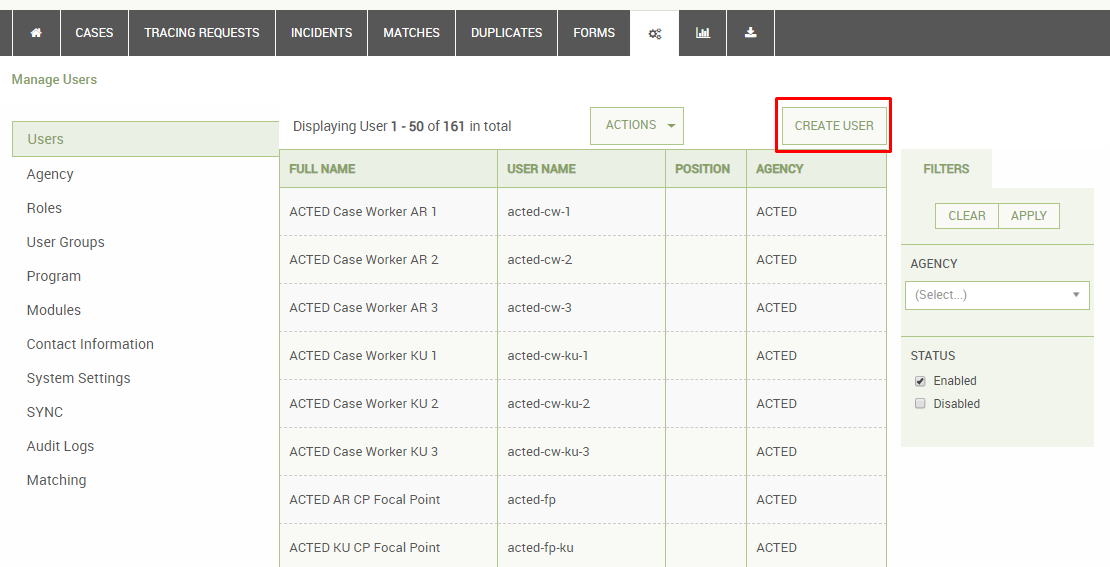 CASES TRACING REQUESTS INCIDENTS MATCHES DUPLICATES FORMS
Manage Users
Users
Agency
Roles
User Groups
Program
Modules
Contact Information
System Settings
SYNC
Audit Logs
Matching
Displaying User 1 - 50 of 161 in total
ACTIONS
CREATE USER
FULL NAME USER NAME POSITION AGENCY
ACTED Case Worker AR 1 acted-cw-1 ACTED
ACTED Case Worker AR 2 acted-cw-2 ACTED
ACTED Case Worker AR 3 acted-cw-3 ACTED
ACTED Case Worker KU 1 acted-cw-ku-1 ACTED
ACTED Case Worker KU 2 acted-cw-ku-2 ACTED
ACTED Case Worker KU 3 acted-cw-ku-3 ACTED
ACTED AR CP Focal Point acted-fp ACTED
ACTED KU CP Focal Point acted-fp-ku ACTED
FILTERS
CLEAR APPLY
AGENCY
(Select...)
STATUS
Enabled
Disabled